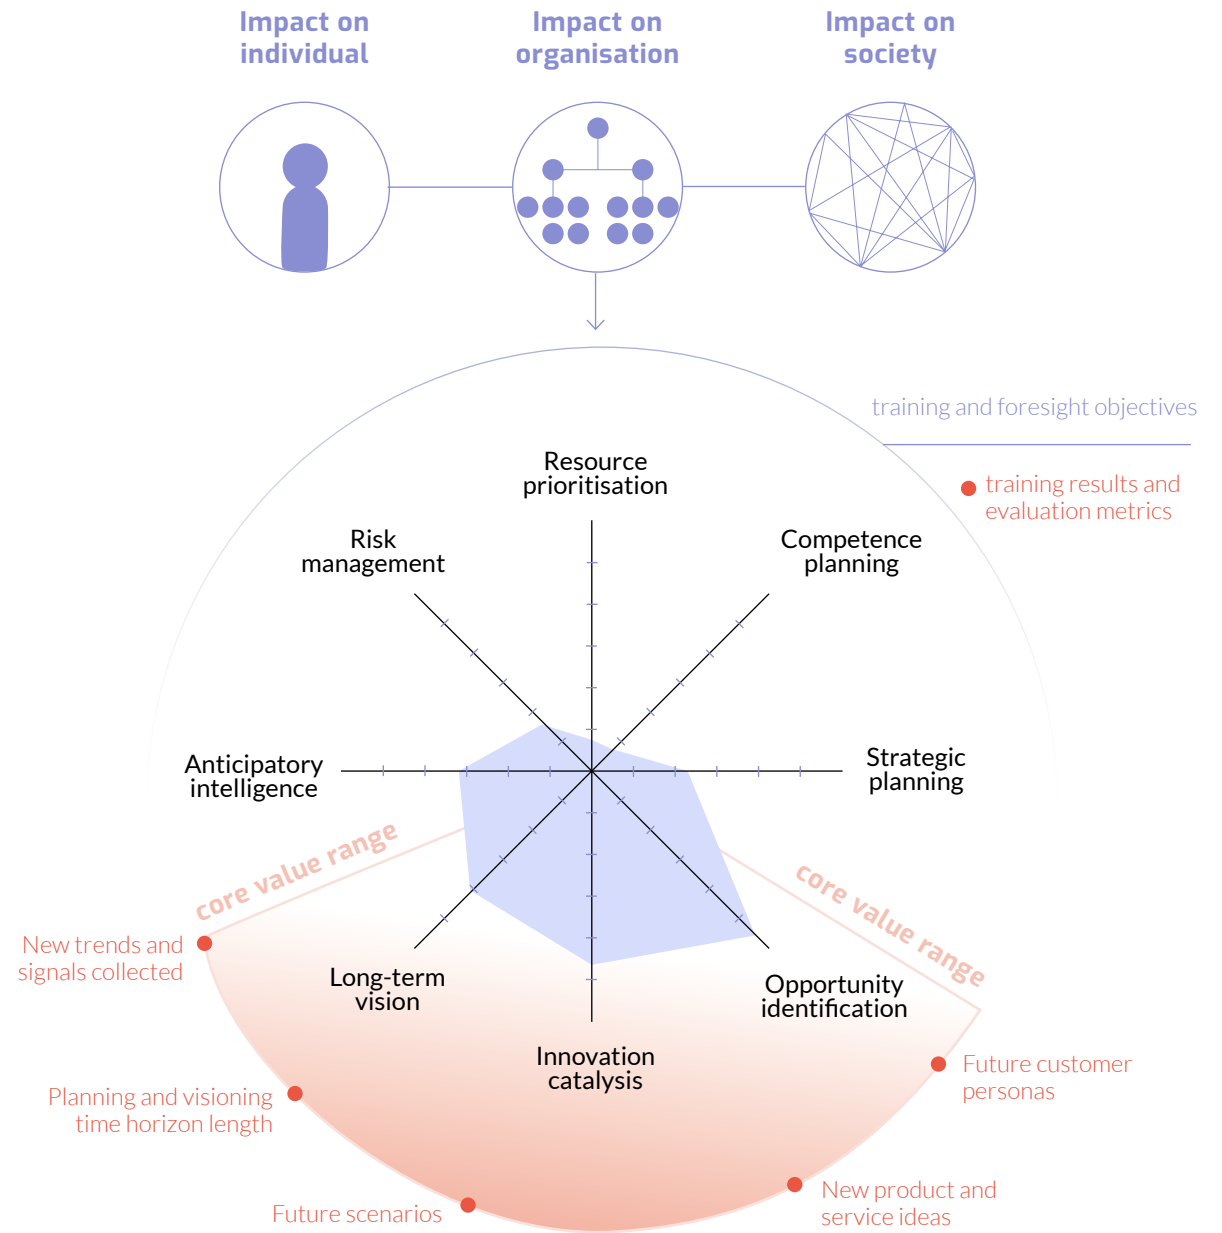 Impact on
individual
Impact on
organisation
Impact on
society
training and foresight objectives
training results and
evaluation metrics
Resource
prioritisation
Risk
management
Competence
planning
Anticipatory
intelligence
Strategic
planning
core value range
core value range
New trends and
signals collected
Long-term
vision
Opportunity
identification
Innovation
catalysis
Future customer
personas
Planning and visioning
time horizon length
New product and
service ideas
Future scenarios